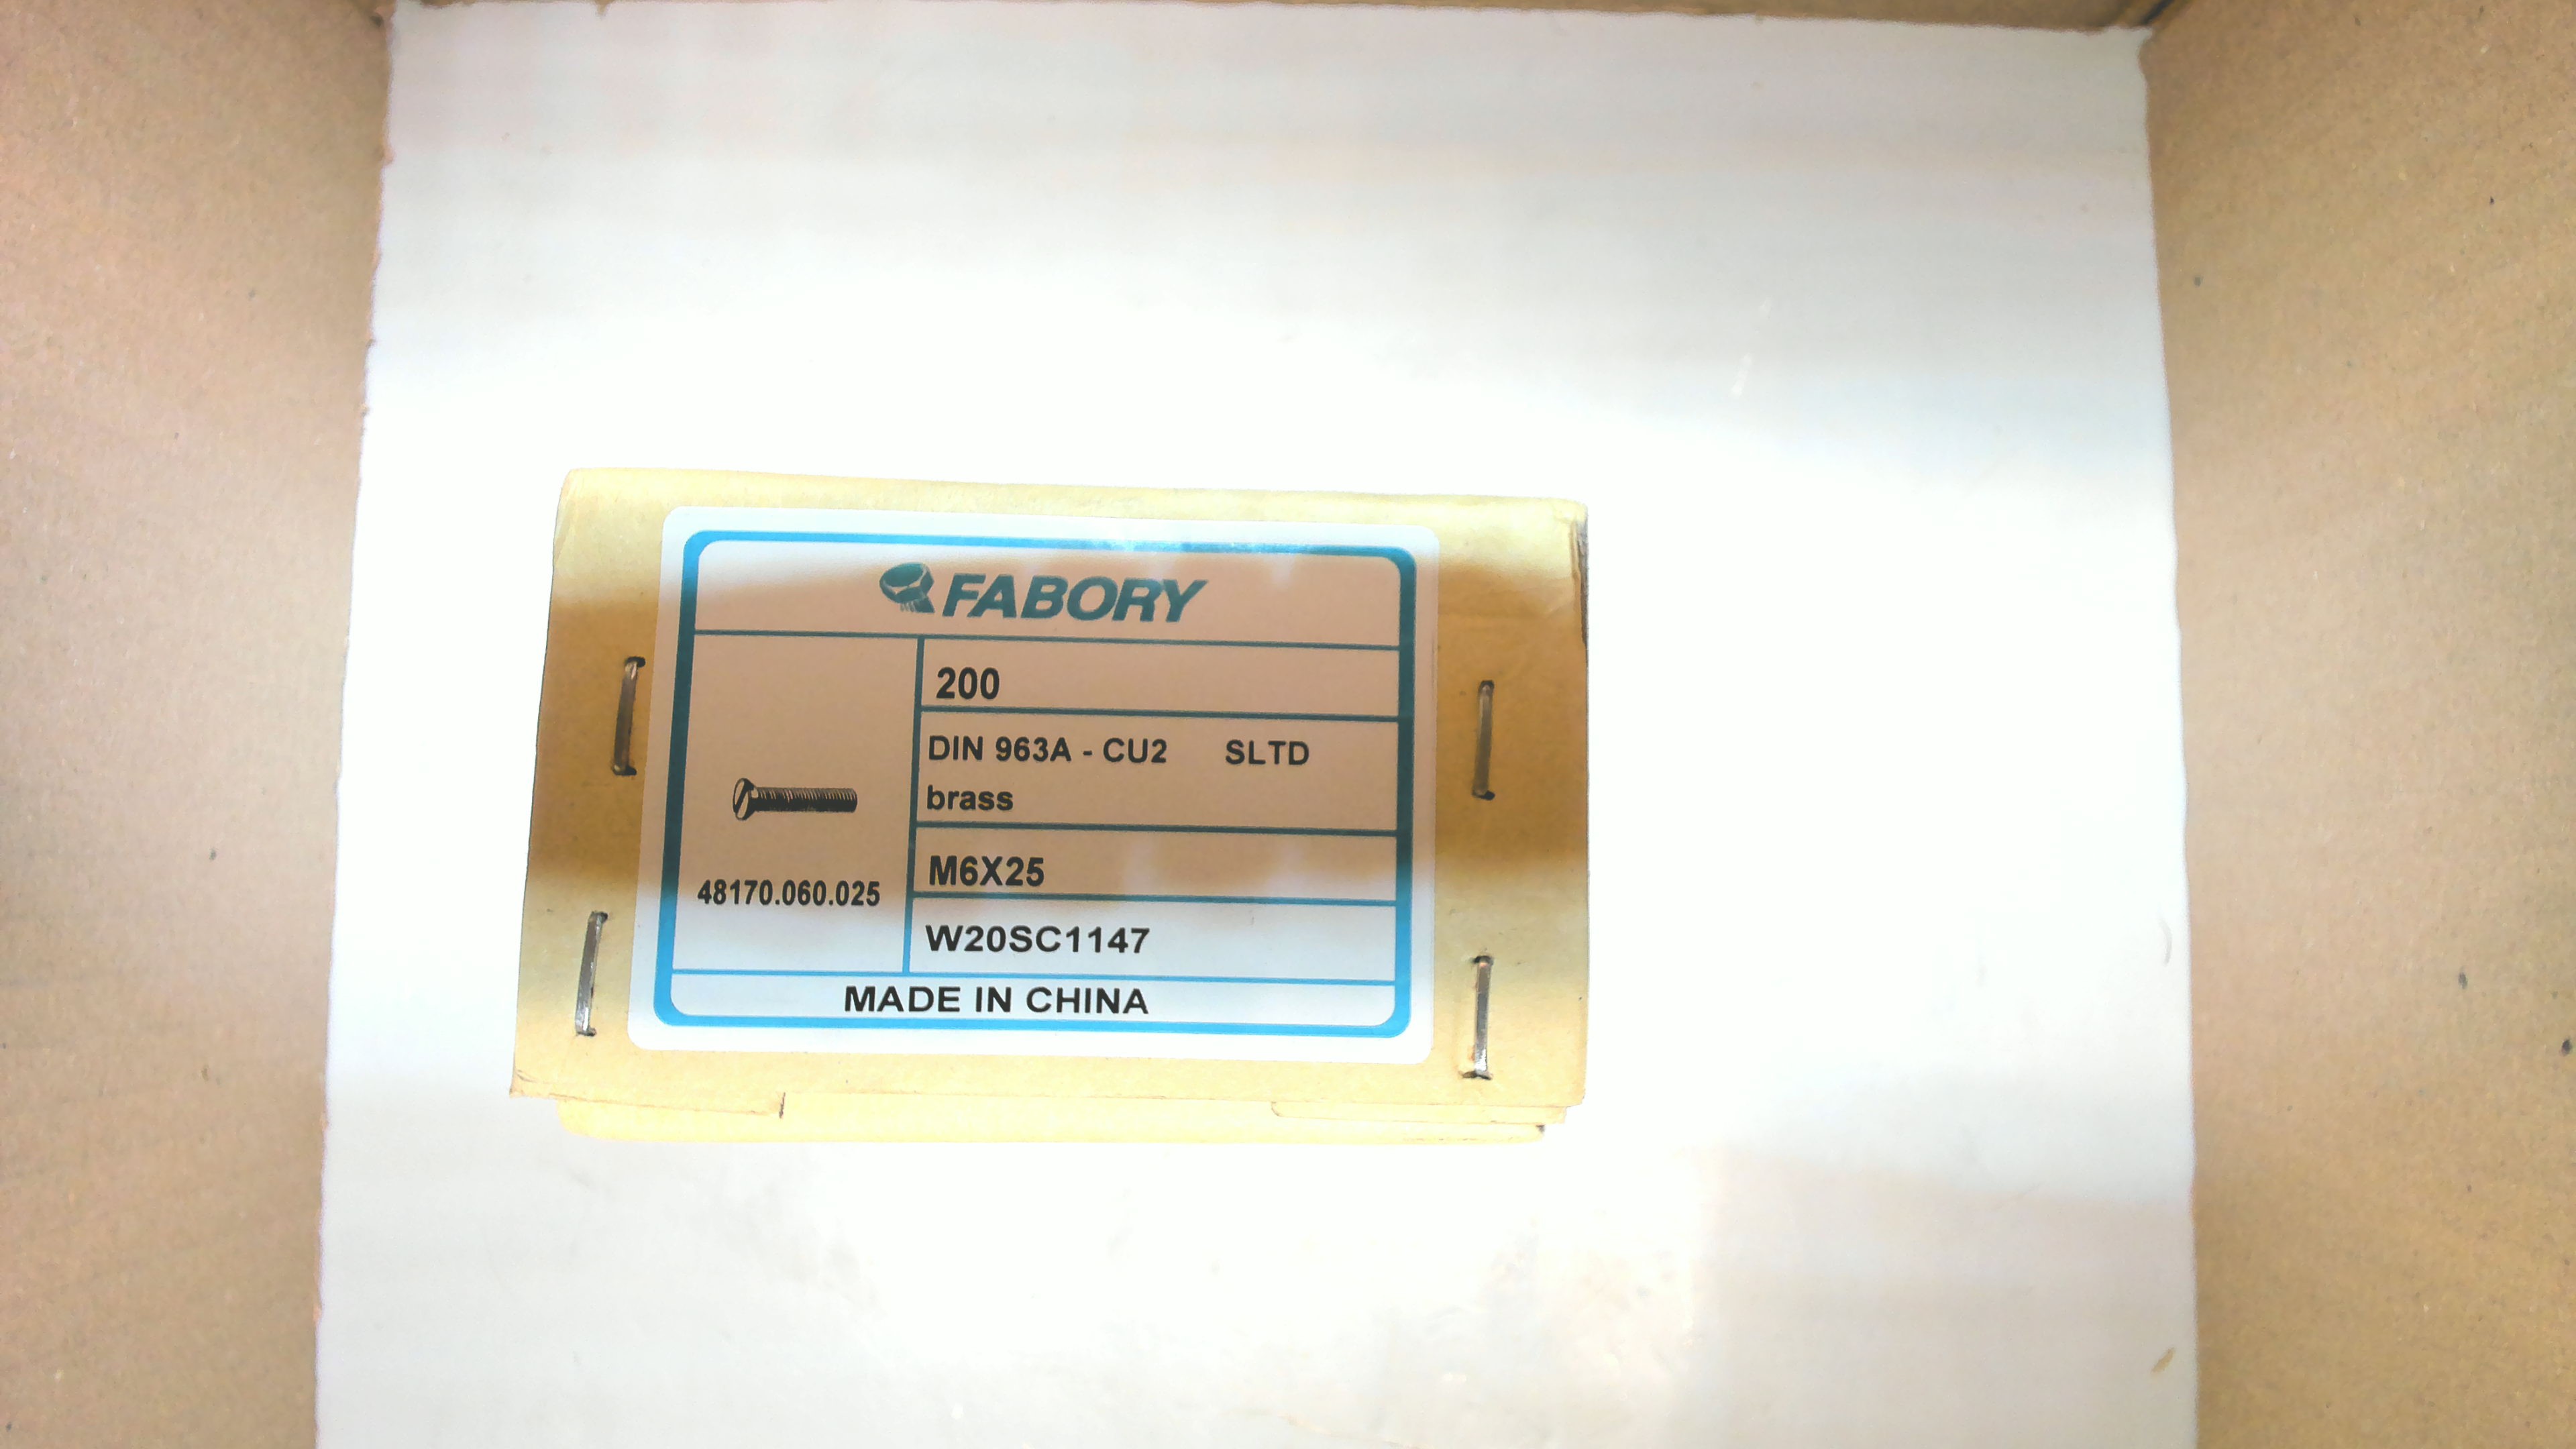 FABORY
200
DIN 963A - CU2 SLTD
brass
M6X25
48170.060.025
W20SC1147
MADE IN CHINA